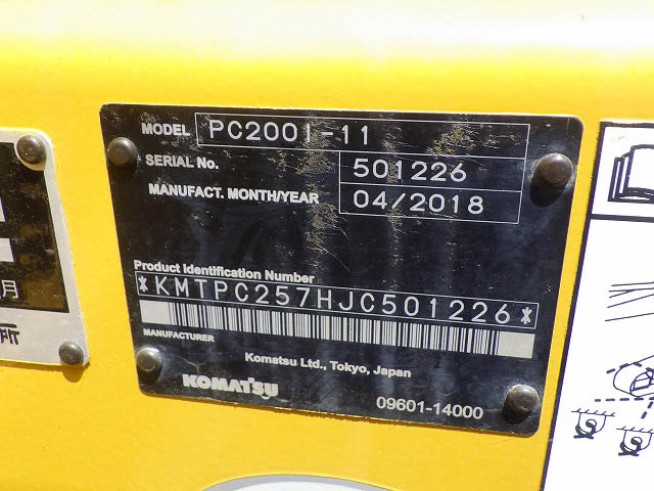 MODEL PC200i-11
SERIAL No. 501226
MANUFACT. MONTH/YEAR 04/2018
Product Identification Number
*KMTPC257HJC501226*
MANUFACTURER
Komatsu Ltd., Tokyo, Japan
KOMATSU
09601-14000
月